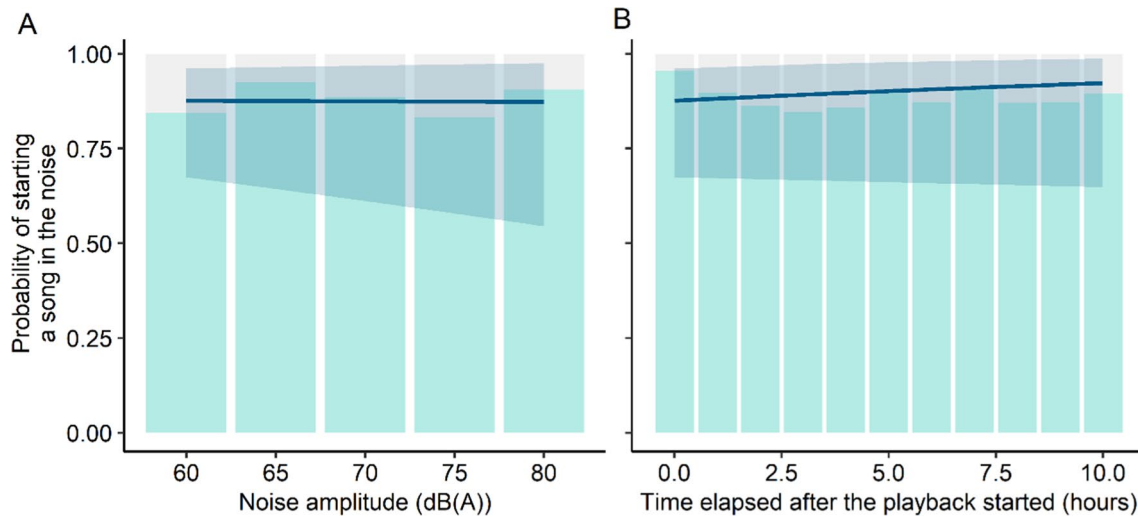 A
B
Probability of starting
a song in the noise
1.00
0.75
0.50
0.25
0.00
60
65
70
75
80
0.0
2.5
5.0
7.5
10.0
Noise amplitude (dB(A))
Time elapsed after the playback started (hours)